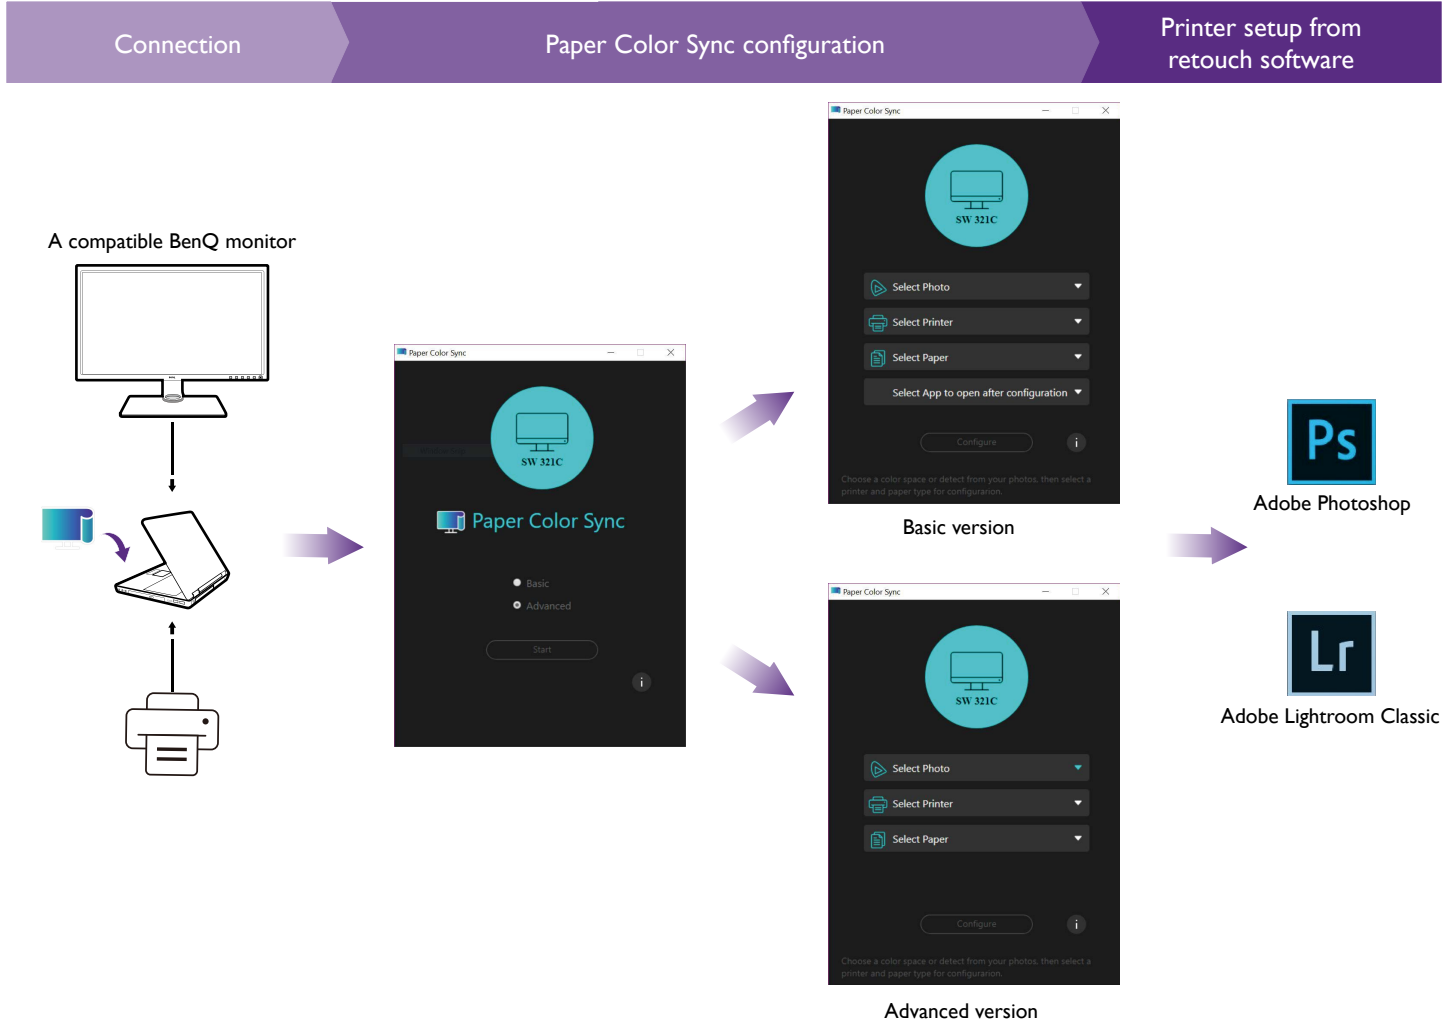 Connection
Paper Color Sync configuration
Printer setup from
retouch software
A compatible BenQ monitor
Paper Color Sync
SW 321C
Paper Color Sync
Basic
Advanced
Start
i
Paper Color Sync
SW 321C
Select Photo
Select Printer
Select Paper
Select App to open after configuration
Configure
i
Choose a color space or detect from your photos, then select a
printer and paper type for configurarion.
Basic version
Paper Color Sync
SW 321C
Select Photo
Select Printer
Select Paper
Configure
i
Choose a color space or detect from your photos, then select a
printer and paper type for configurarion.
Advanced version
Ps
Adobe Photoshop
Lr
Adobe Lightroom Classic